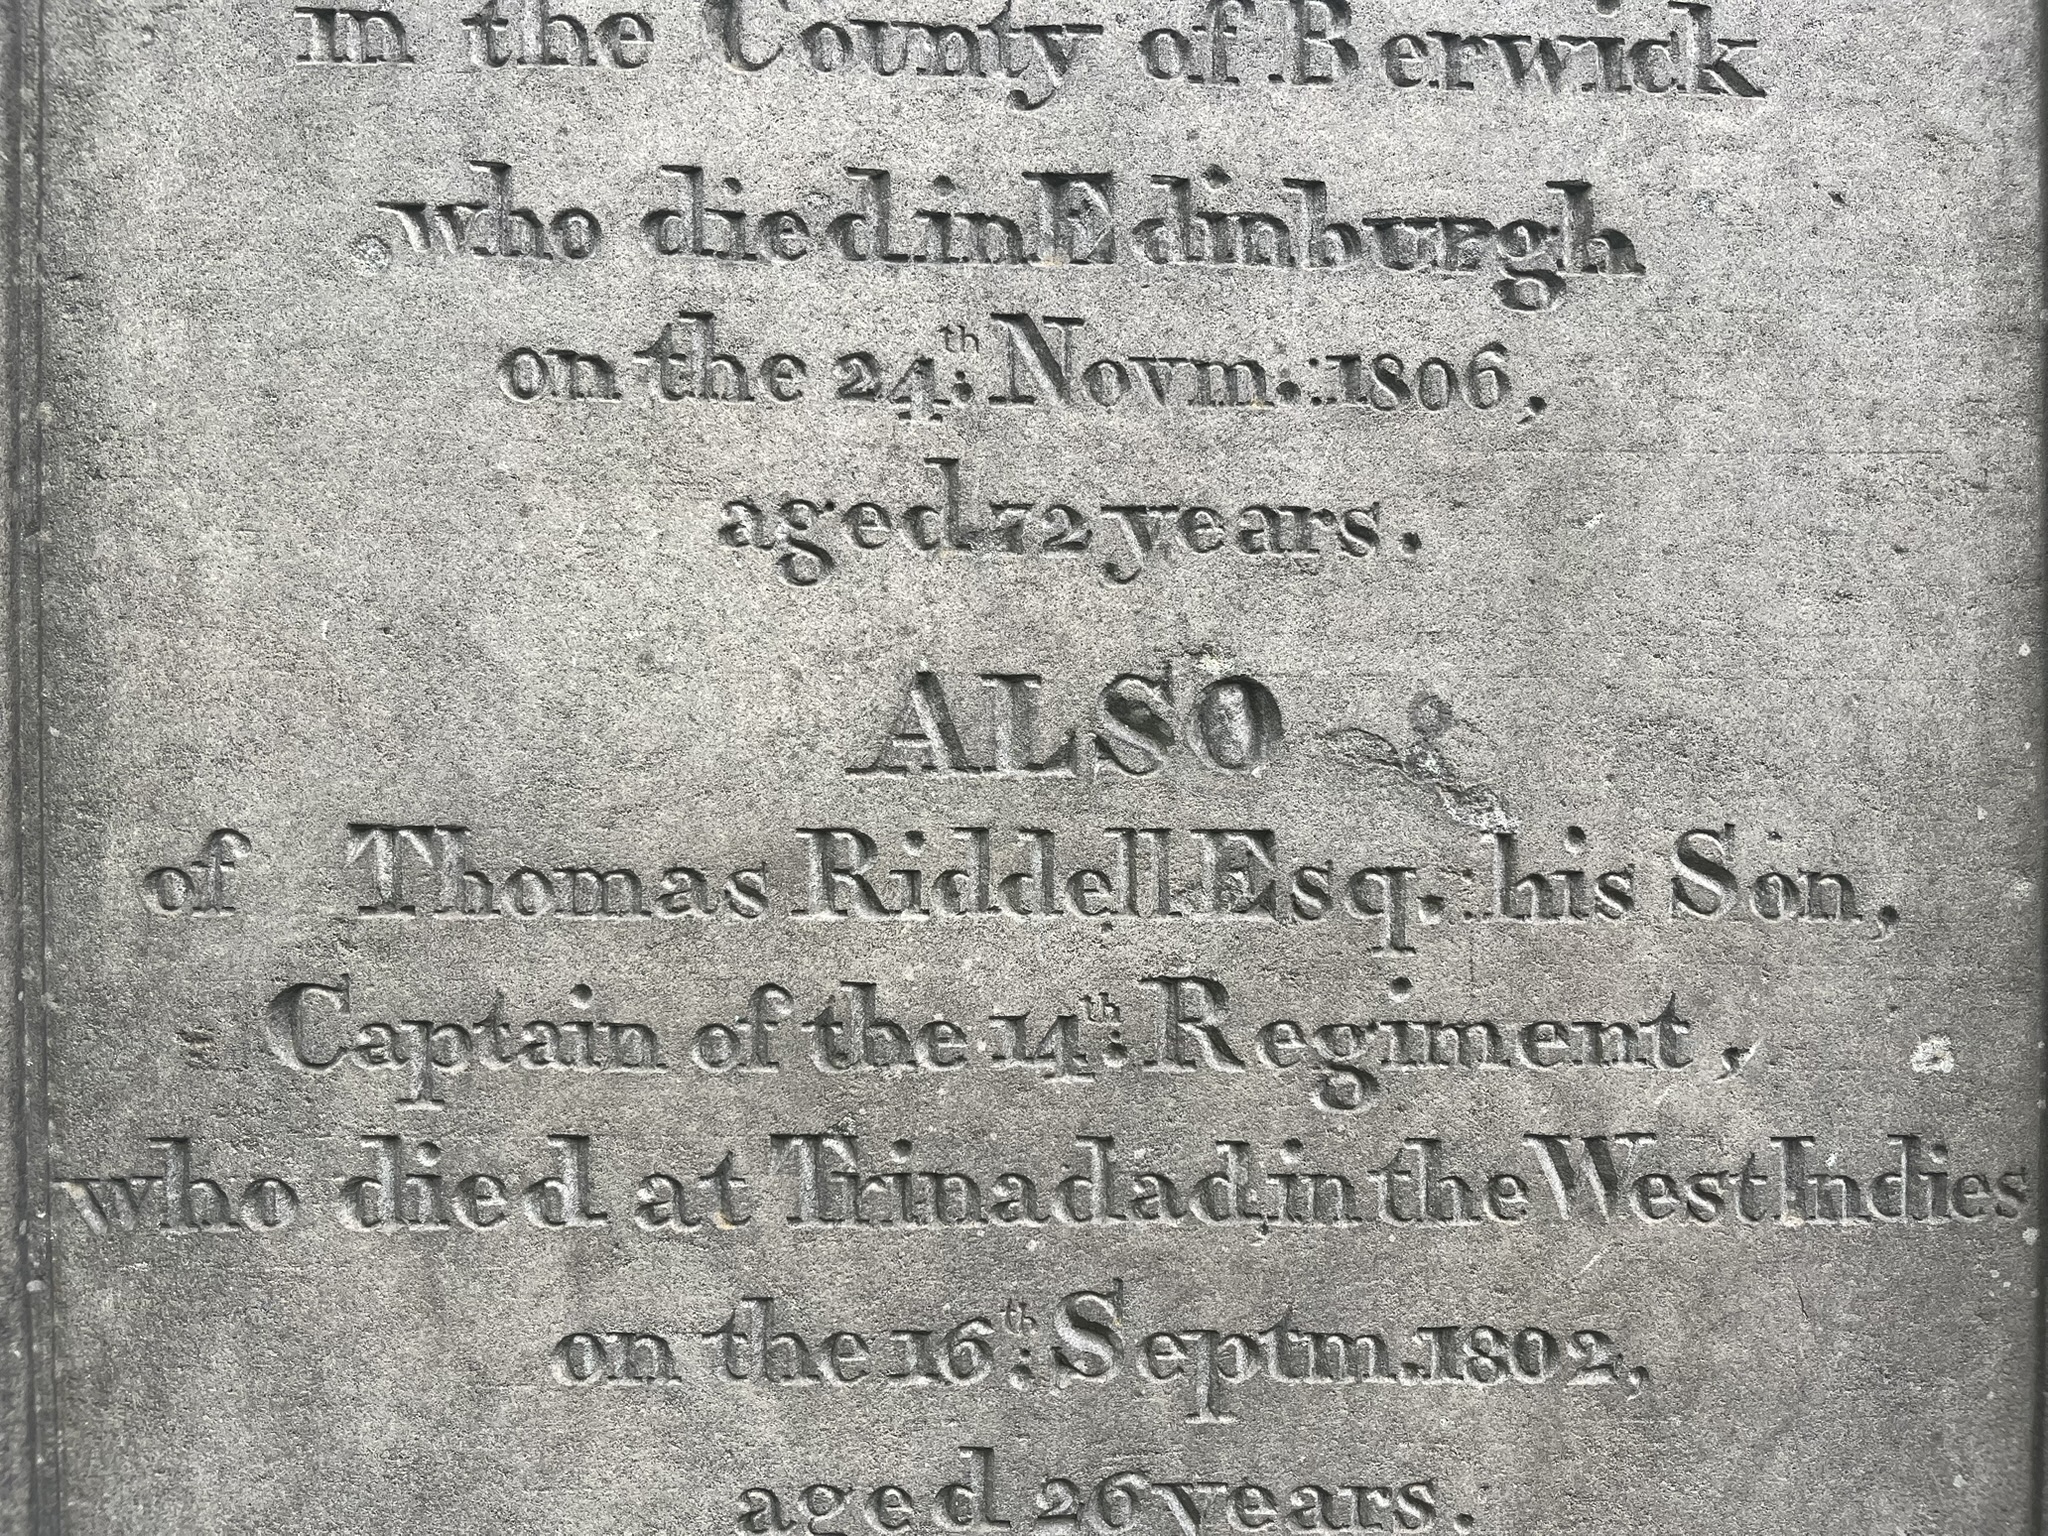 in the County of Berwick
who died in Edinburgh
on the 24th: Novm.: 1806,
aged 72 years.
ALSO
of Thomas Riddell Esq. his Son,
Captain of the 14th: Regiment,
who died at Trinadad, in the West Indies
on the 16th: Septm. 1802,
aged 26 years.